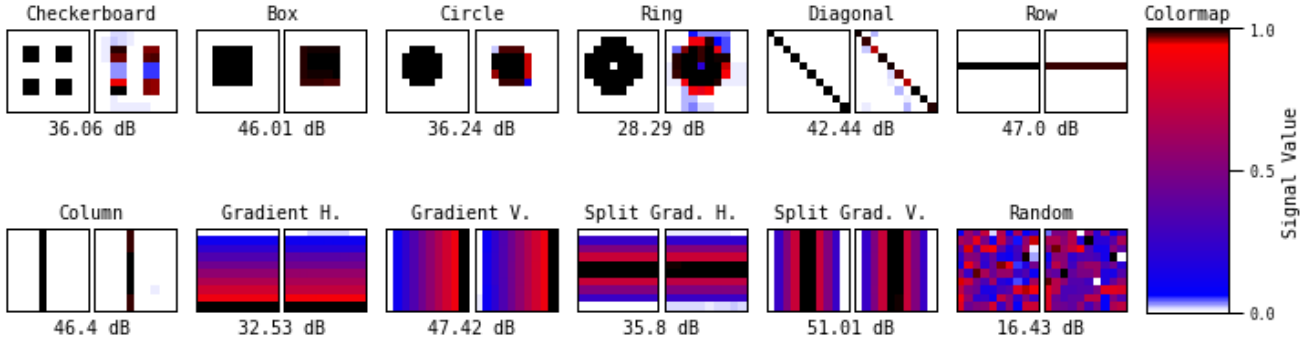 Checkerboard Box Circle Ring Diagonal Row Colormap
1.0
36.06 dB 46.01 dB 36.24 dB 28.29 dB 42.44 dB 47.0 dB
0.5
Signal Value
Column Gradient H. Gradient V. Split Grad. H. Split Grad. V. Random
0.0
46.4 dB 32.53 dB 47.42 dB 35.8 dB 51.01 dB 16.43 dB